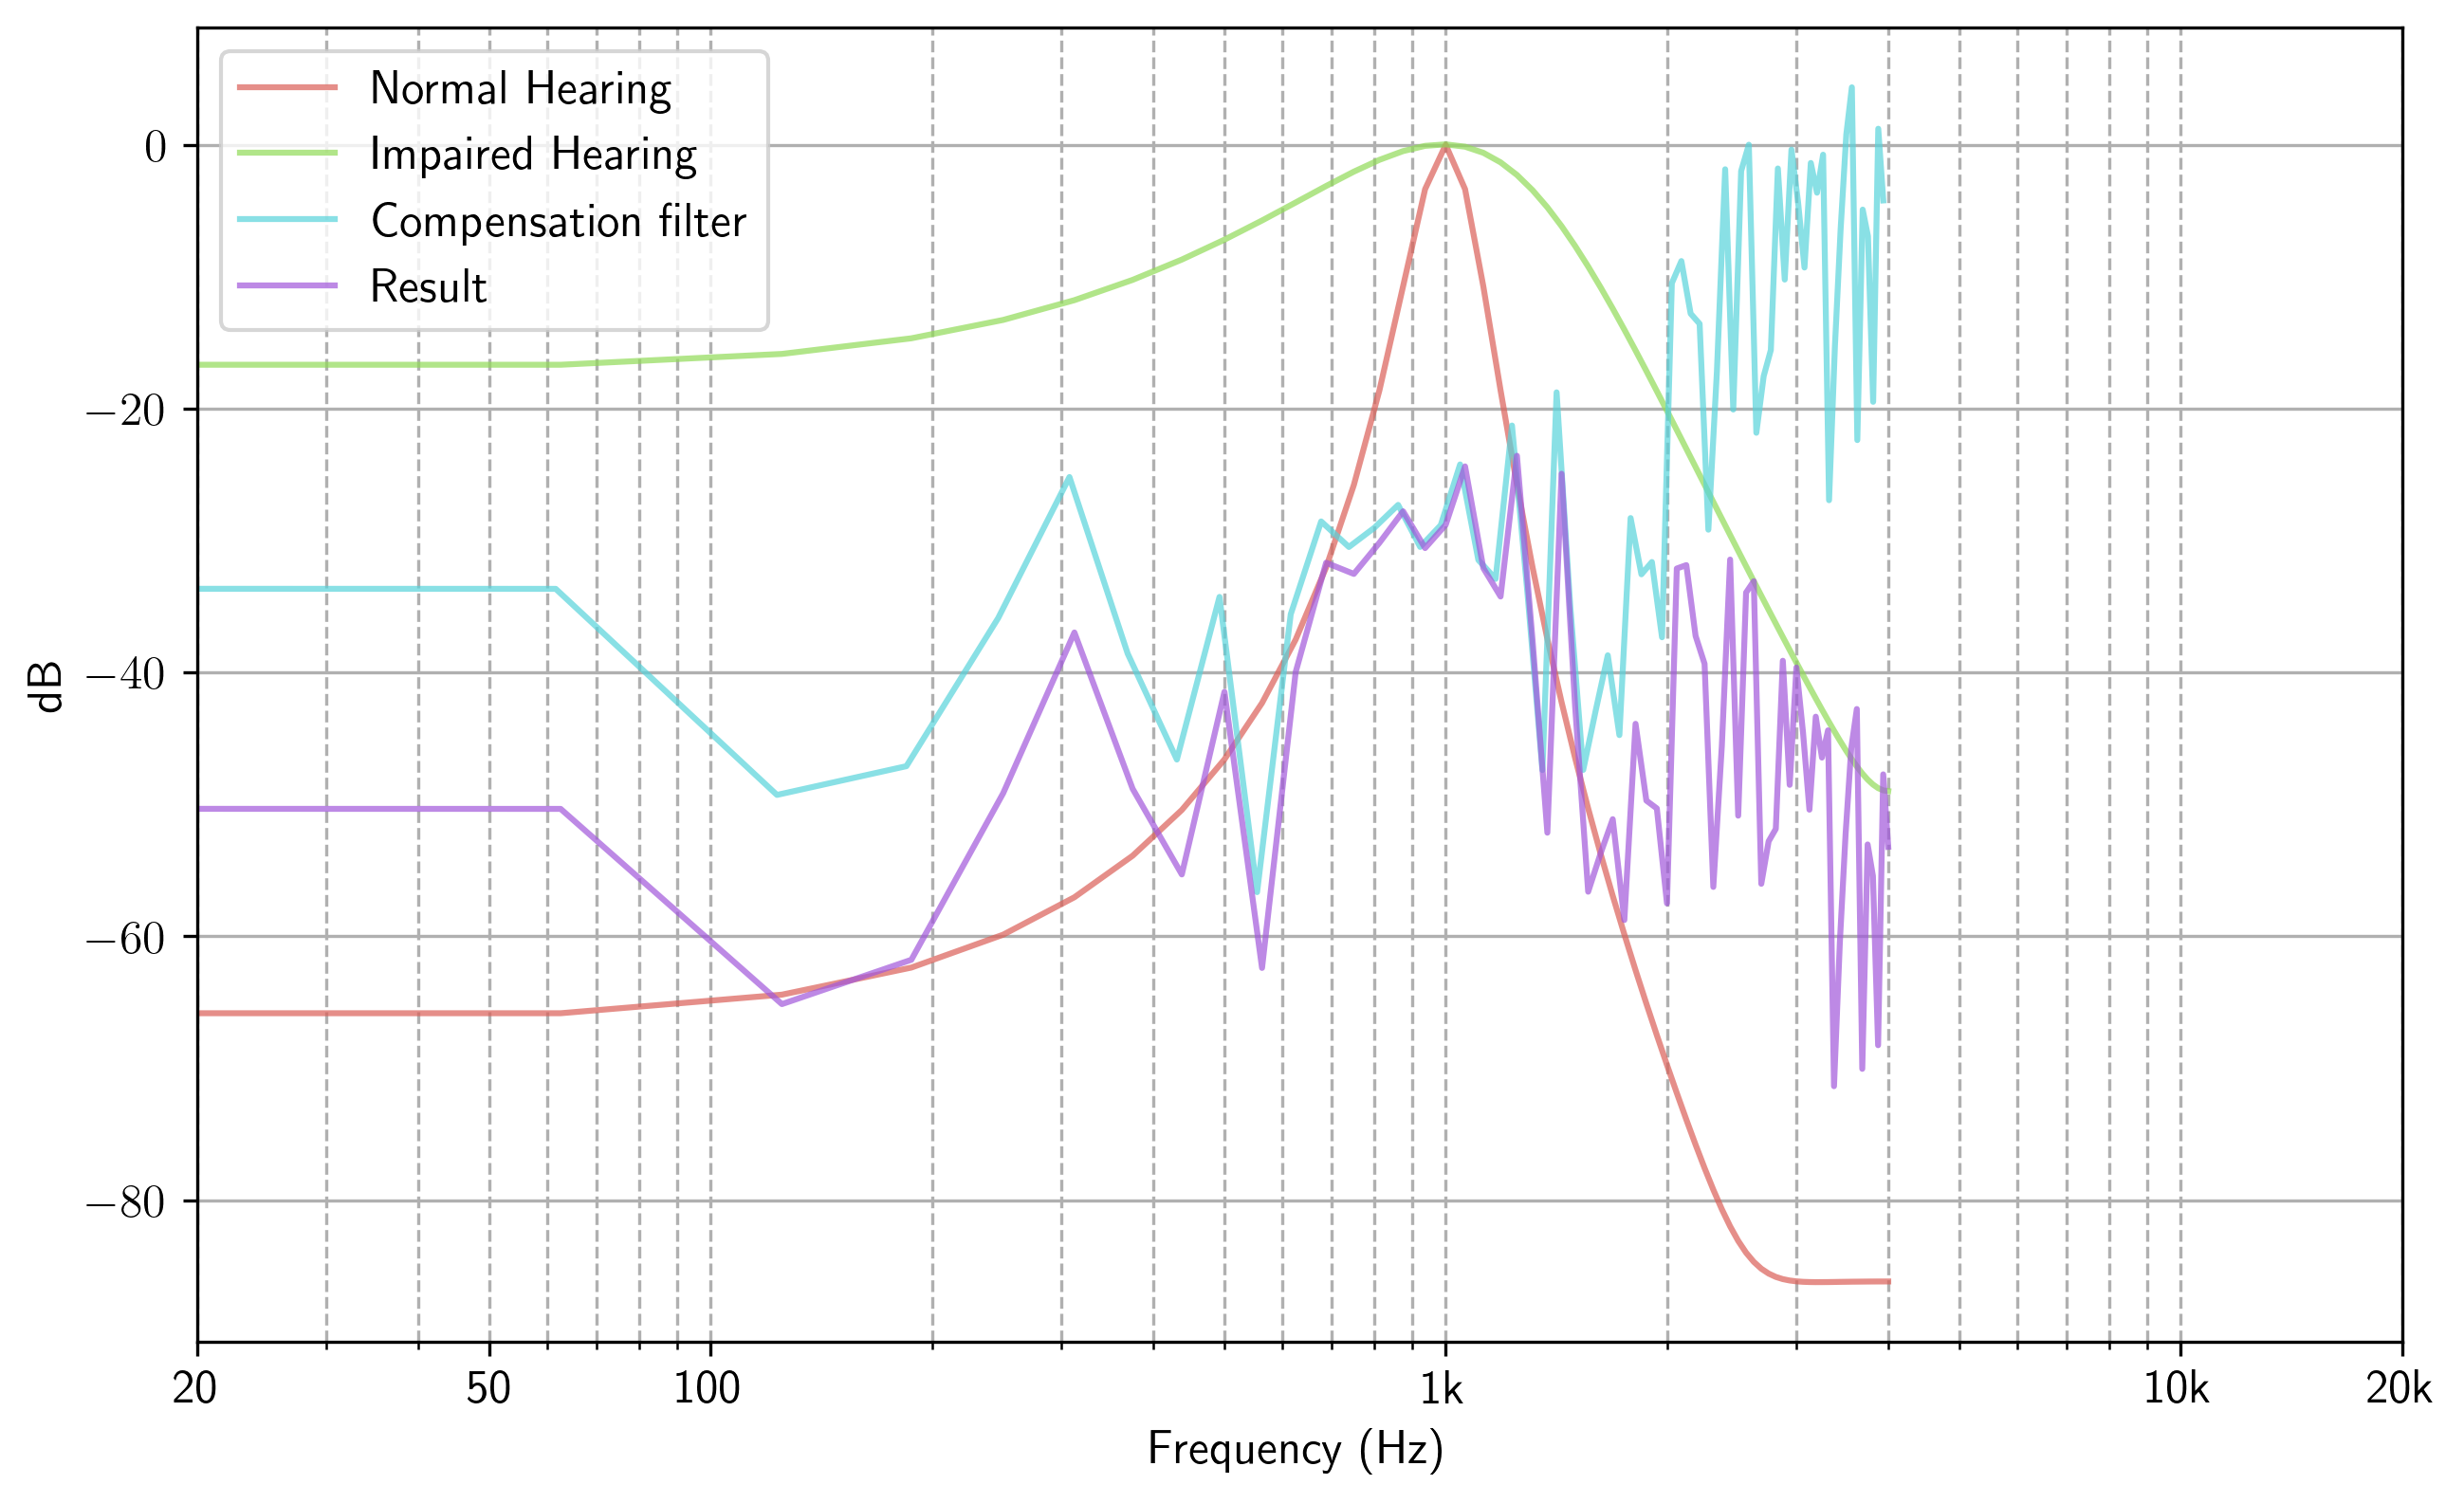 Normal Hearing
Impaired Hearing
Compensation filter
Result
0
−20
−40
−60
−80
dB
20 50 100 1k 10k 20k
Frequency (Hz)